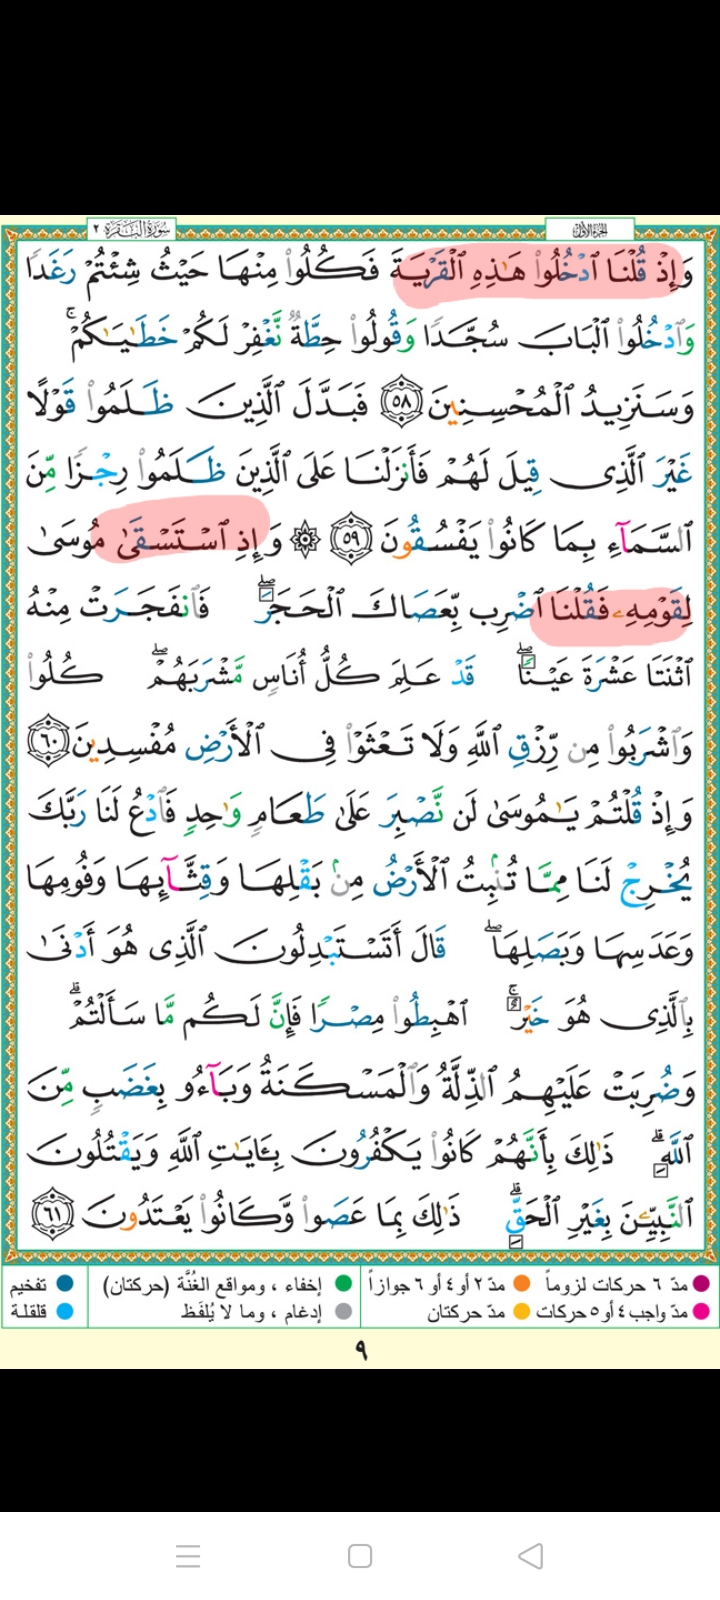 الجزء الأول
سورة البقرة ٢
وَإِذْ قُلْنَا ٱدْخُلُوا۟ هَـٰذِهِ ٱلْقَرْيَةَ فَكُلُوا۟ مِنْهَا حَيْثُ شِئْتُمْ رَغَدًا
وَٱدْخُلُوا۟ ٱلْبَابَ سُجَّدًا وَقُولُوا۟ حِطَّةٌ نَّغْفِرْ لَكُمْ خَطَـٰيَـٰكُمْ ۚ
وَسَنَزِيدُ ٱلْمُحْسِنِينَ ٥٨ فَبَدَّلَ ٱلَّذِينَ ظَلَمُوا۟ قَوْلًا
غَيْرَ ٱلَّذِى قِيلَ لَهُمْ فَأَنزَلْنَا عَلَى ٱلَّذِينَ ظَلَمُوا۟ رِجْزًا مِّنَ
ٱلسَّمَآءِ بِمَا كَانُوا۟ يَفْسُقُونَ ٥٩ ۞ وَإِذِ ٱسْتَسْقَىٰ مُوسَىٰ
لِقَوْمِهِۦ فَقُلْنَا ٱضْرِب بِّعَصَاكَ ٱلْحَجَرَ ۖ فَٱنفَجَرَتْ مِنْهُ
ٱثْنَتَا عَشْرَةَ عَيْنًا ۖ قَدْ عَلِمَ كُلُّ أُنَاسٍ مَّشْرَبَهُمْ ۖ كُلُوا۟
وَٱشْرَبُوا۟ مِن رِّزْقِ ٱللَّهِ وَلَا تَعْثَوْا۟ فِى ٱلْأَرْضِ مُفْسِدِينَ ٦٠
وَإِذْ قُلْتُمْ يَـٰمُوسَىٰ لَن نَّصْبِرَ عَلَىٰ طَعَامٍ وَٰحِدٍ فَٱدْعُ لَنَا رَبَّكَ
يُخْرِجْ لَنَا مِمَّا تُنۢبِتُ ٱلْأَرْضُ مِنۢ بَقْلِهَا وَقِثَّآئِهَا وَفُومِهَا
وَعَدَسِهَا وَبَصَلِهَا ۖ قَالَ أَتَسْتَبْدِلُونَ ٱلَّذِى هُوَ أَدْنَىٰ
بِٱلَّذِى هُوَ خَيْرٌ ۚ ٱهْبِطُوا۟ مِصْرًا فَإِنَّ لَكُم مَّا سَأَلْتُمْ ۗ
وَضُرِبَتْ عَلَيْهِمُ ٱلذِّلَّةُ وَٱلْمَسْكَنَةُ وَبَآءُو بِغَضَبٍ مِّنَ
ٱللَّهِ ۗ ذَٰلِكَ بِأَنَّهُمْ كَانُوا۟ يَكْفُرُونَ بِـَٔايَـٰتِ ٱللَّهِ وَيَقْتُلُونَ
ٱلنَّبِيِّـۧنَ بِغَيْرِ ٱلْحَقِّ ۗ ذَٰلِكَ بِمَا عَصَوا۟ وَّكَانُوا۟ يَعْتَدُونَ ٦١
مدّ ٦ حركات لزوماً مدّ ٢ أو ٤ أو ٦ جوازاً إخفاء ، ومواقع الغُنَّة (حركتان) تفخيم
مدّ واجب ٤ أو ٥ حركات مدّ حركتان إدغام ، وما لا يُلفَظ قلقلة
٩